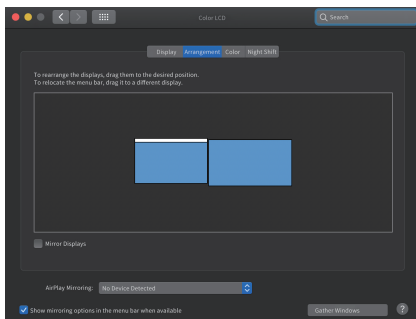 Color LCD
Search
Display Arrangement Color Night Shift
To rearrange the displays, drag them to the desired position.
To relocate the menu bar, drag it to a different display.
Mirror Displays
AirPlay Mirroring: No Device Detected
Show mirroring options in the menu bar when available
Gather Windows
?